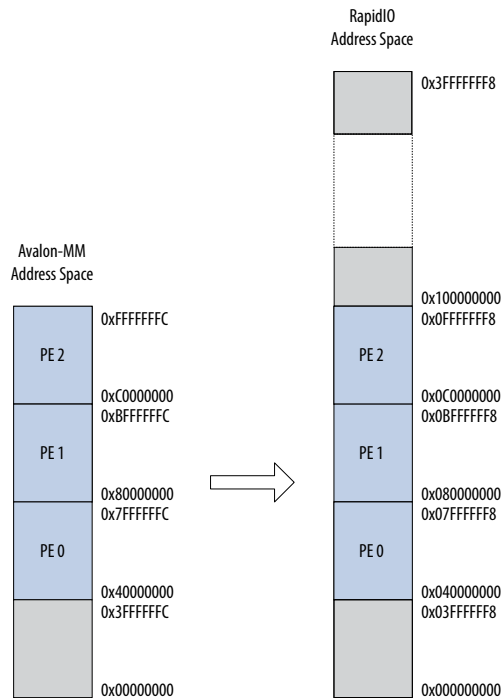 Avalon-MM
Address Space
0xFFFFFFFC
PE 2
0xC0000000
0xBFFFFFFC
PE 1
0x80000000
0x7FFFFFFC
PE 0
0x40000000
0x3FFFFFFC
0x00000000
RapidIO
Address Space
0x3FFFFFFF8
0x100000000
0x0FFFFFFF8
PE 2
0x0C0000000
0x0BFFFFFF8
PE 1
0x080000000
0x07FFFFFF8
PE 0
0x040000000
0x03FFFFFF8
0x000000000